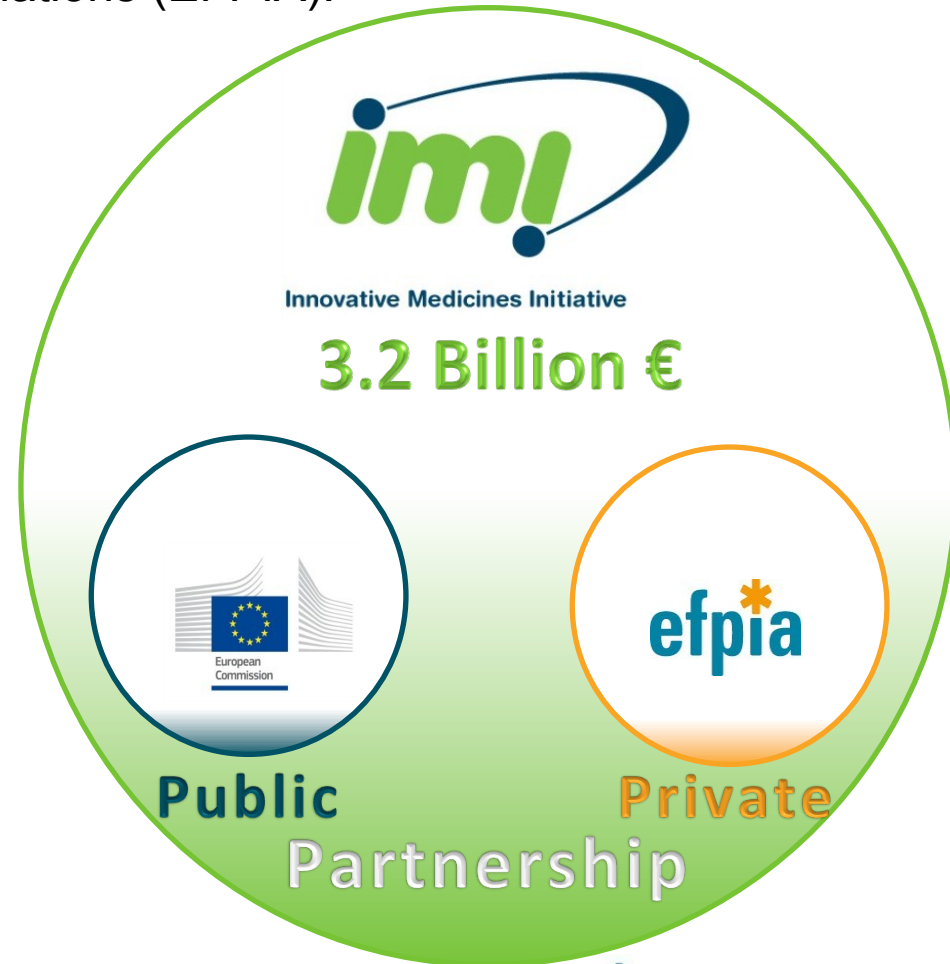 imi
Innovative Medicines Initiative
3.2 Billion €
European
Commission
efpia
Public
Private
Partnership